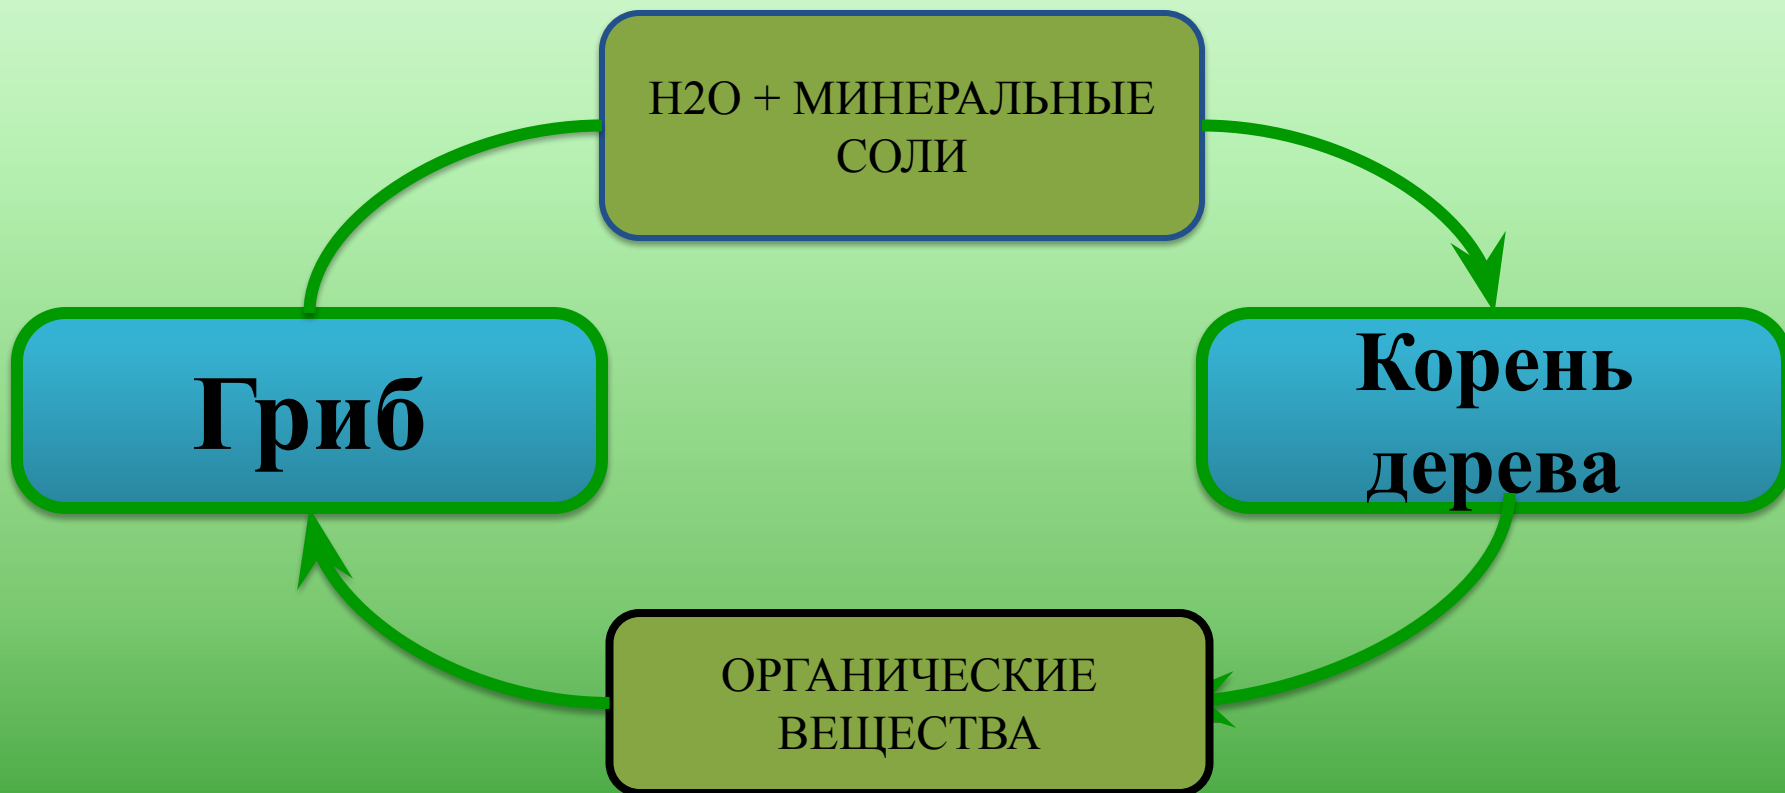 H2O + МИНЕРАЛЬНЫЕ
СОЛИ
Гриб
Корень
дерева
ОРГАНИЧЕСКИЕ
ВЕЩЕСТВА